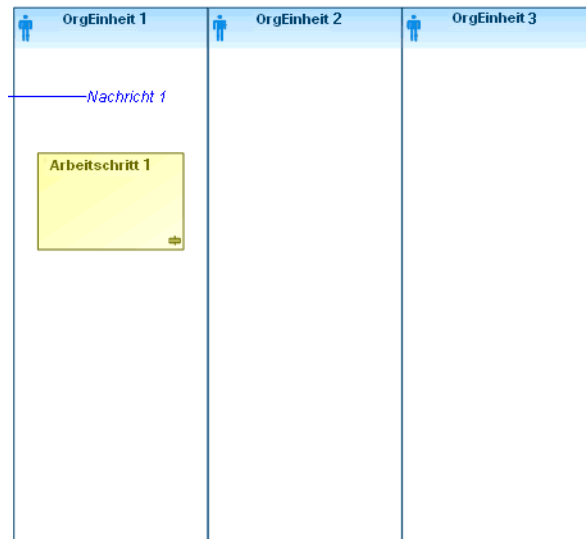 OrgEinheit 1
OrgEinheit 2
OrgEinheit 3
Nachricht 1
Arbeitschritt 1